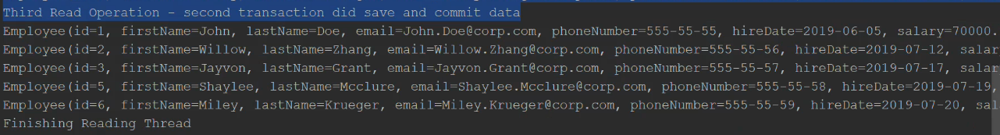 Third Read Operation - second transaction did save and commit data
Employee(id=1, firstName=John, lastName=Doe, email=John.Doe@corp.com, phoneNumber=555-55-55, hireDate=2019-06-05, salary=70000.
Employee(id=2, firstName=Willow, lastName=Zhang, email=Willow.Zhang@corp.com, phoneNumber=555-55-56, hireDate=2019-07-12, salar
Employee(id=3, firstName=Jayvon, lastName=Grant, email=Jayvon.Grant@corp.com, phoneNumber=555-55-57, hireDate=2019-07-17, salar
Employee(id=5, firstName=Shaylee, lastName=Mcclure, email=Shaylee.Mcclure@corp.com, phoneNumber=555-55-58, hireDate=2019-07-19,
Employee(id=6, firstName=Miley, lastName=Krueger, email=Miley.Krueger@corp.com, phoneNumber=555-55-59, hireDate=2019-07-20, sal
Finishing Reading Thread